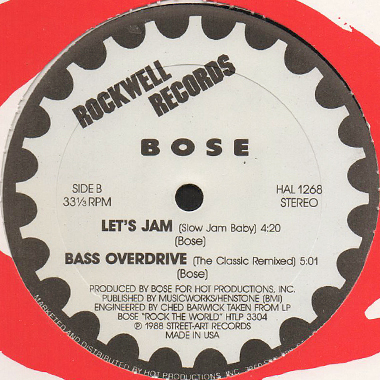 ROCKWELL
RECORDS
BOSE
SIDE B
33⅓ RPM
HAL 1268
STEREO
LET'S JAM (Slow Jam Baby) 4:20
(Bose)
BASS OVERDRIVE (The Classic Remixed) 5:01
(Bose)
PRODUCED BY BOSE FOR HOT PRODUCTIONS, INC.
PUBLISHED BY MUSICWORKS/HENSTONE (BMI)
ENGINEERED BY CHED BARWICK TAKEN FROM LP
BOSE "ROCK THE WORLD" HTLP 3304
℗ 1988 STREET-ART RECORDS
MADE IN USA
MARKETED AND DISTRIBUTED BY HOT PRODUCTIONS, INC.